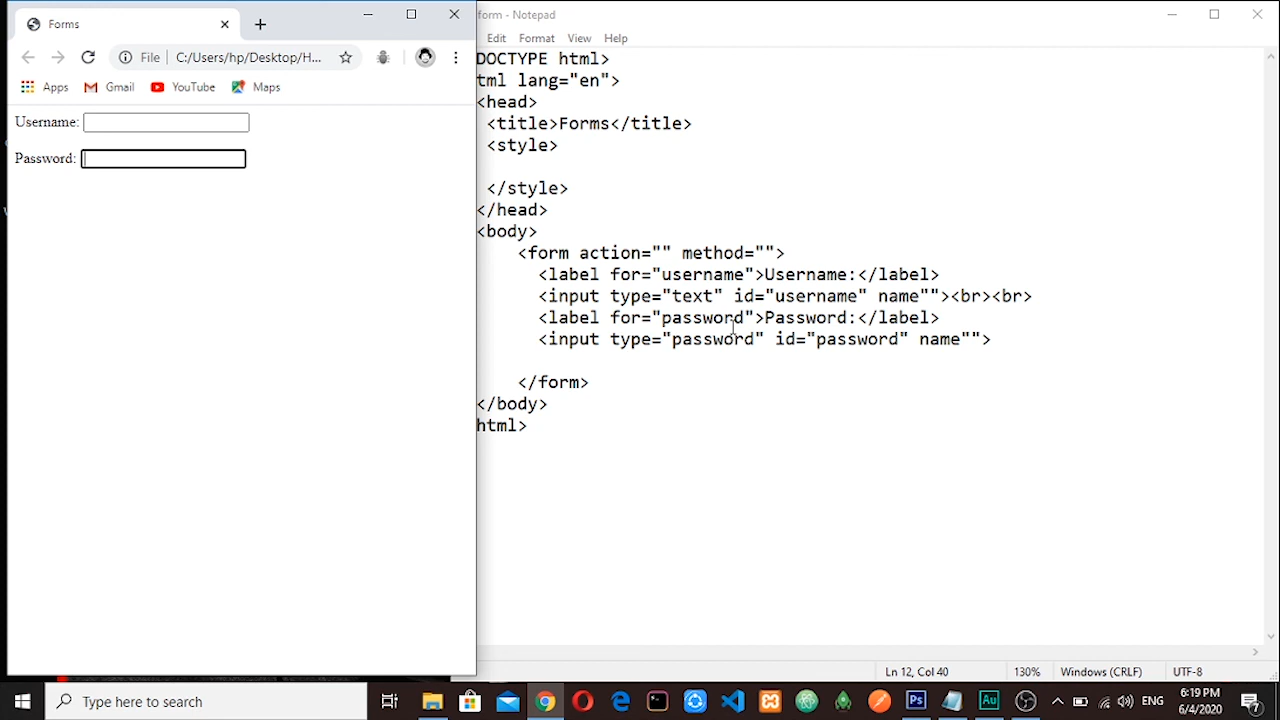 Forms
File C:/Users/hp/Desktop/H...
Apps Gmail YouTube Maps
Username:
Password:
form - Notepad
Edit Format View Help
DOCTYPE html>
tml lang="en">
<head>
<title>Forms</title>
<style>
</style>
</head>
<body>
<form action="" method="">
<label for="username">Username:</label>
<input type="text" id="username" name""><br><br>
<label for="password">Password:</label>
<input type="password" id="password" name"">
</form>
</body>
html>
Ln 12, Col 40 130% Windows (CRLF) UTF-8
Type here to search
Ps Au ENG 6:19 PM
6/4/2020